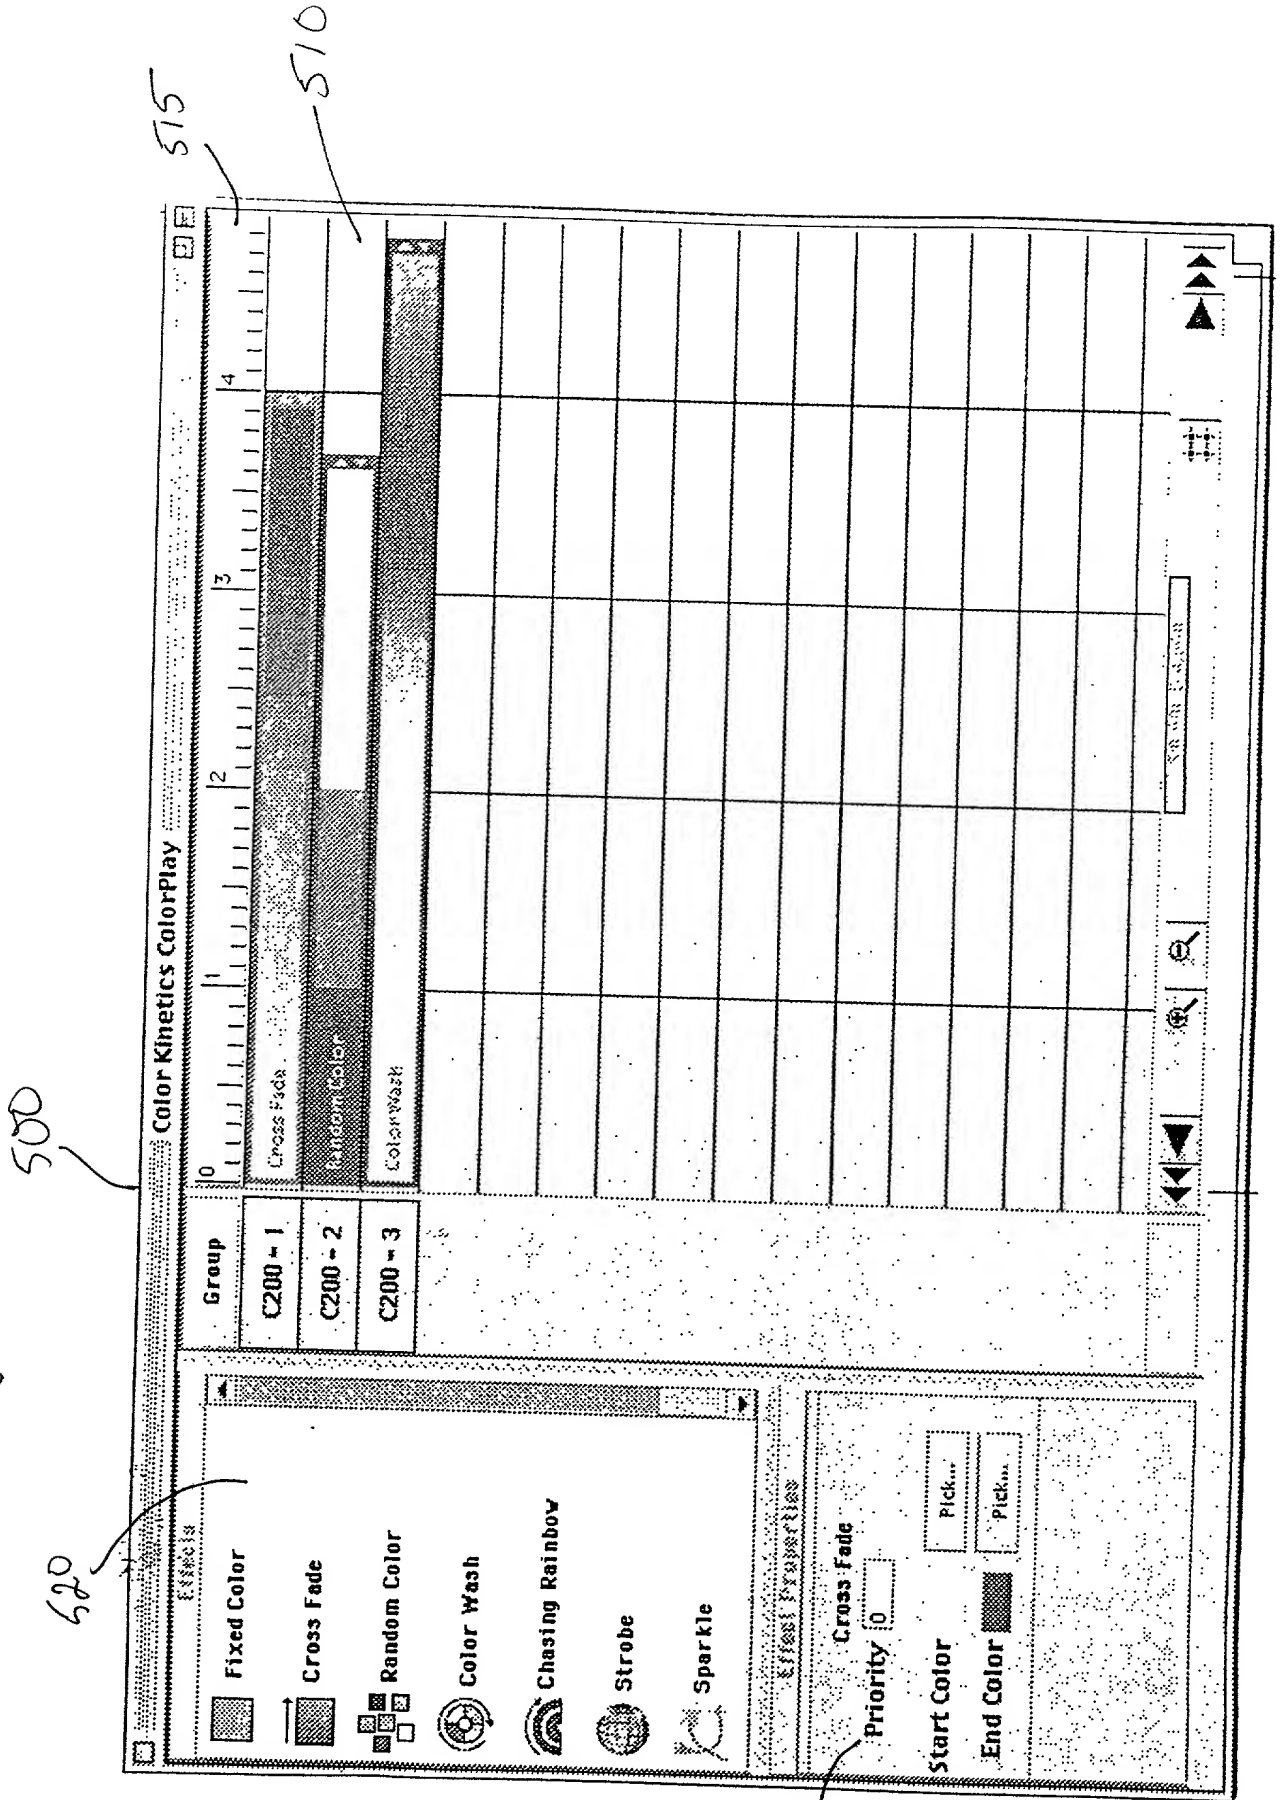 500
515
510
520
Color Kinetics ColorPlay
Effects
Fixed Color
Cross Fade
Random Color
Color Wash
Chasing Rainbow
Strobe
Sparkle
Effect Properties
Cross Fade
Priority 0
Start Color Pick...
End Color Pick...
Group
0 1 2 3 4
C200 - 1 Cross Fade
C200 - 2 Random Color
C200 - 3 Color Wash